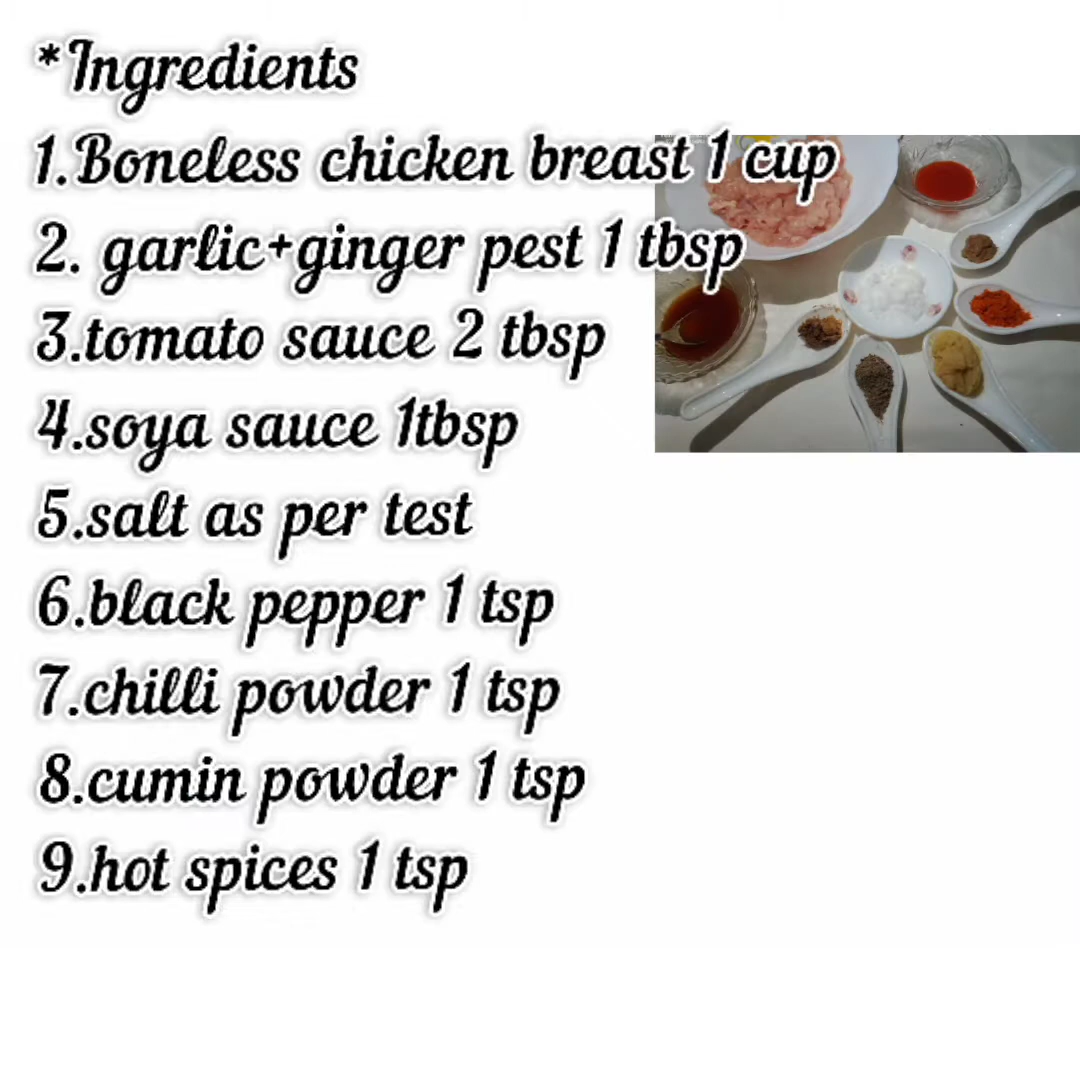 *Ingredients
1.Boneless chicken breast 1 cup
2. garlic+ginger pest 1 tbsp
3.tomato sauce 2 tbsp
4.soya sauce 1tbsp
5.salt as per test
6.black pepper 1 tsp
7.chilli powder 1 tsp
8.cumin powder 1 tsp
9.hot spices 1 tsp